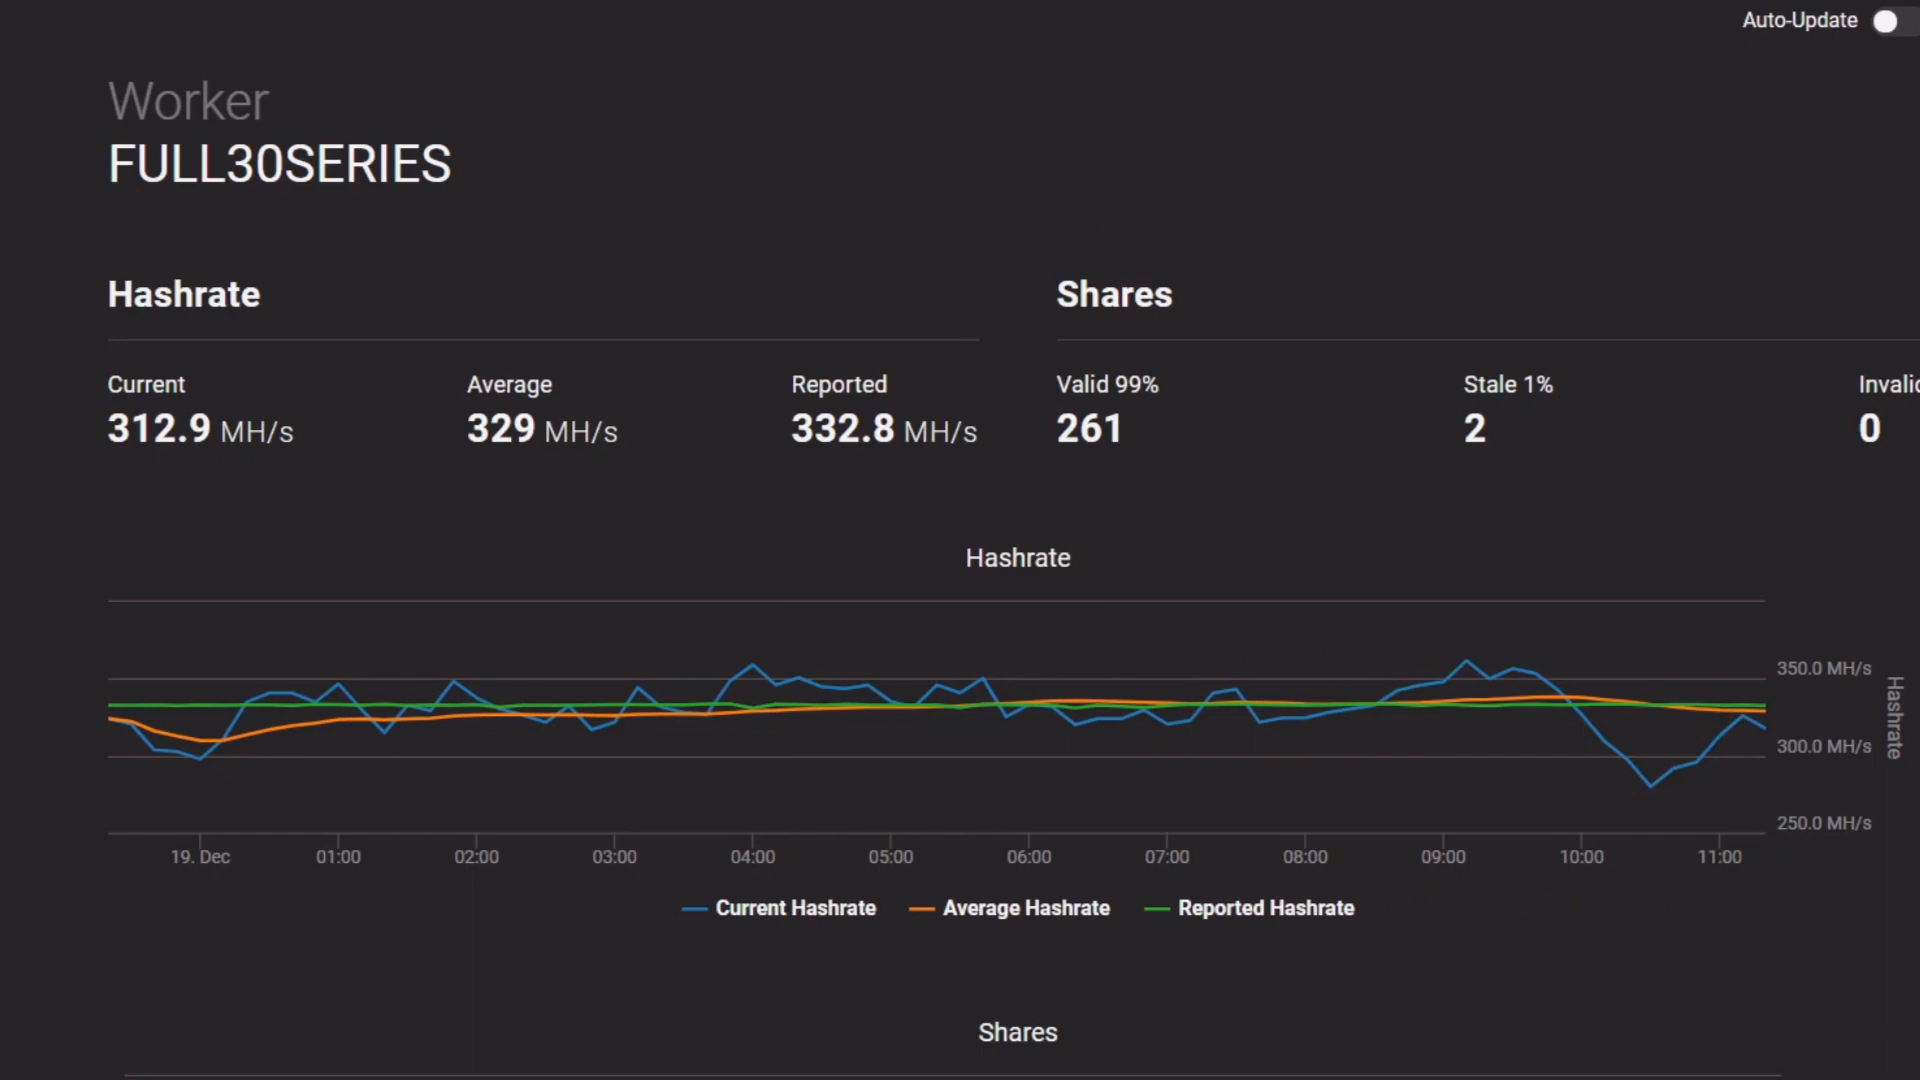 Auto-Update
Worker
FULL30SERIES
Hashrate
Shares
Current
Average
Reported
Valid 99%
Stale 1%
Invalid
312.9 MH/s
329 MH/s
332.8 MH/s
261
2
0
Hashrate
350.0 MH/s
300.0 MH/s
250.0 MH/s
Hashrate
19. Dec
01:00
02:00
03:00
04:00
05:00
06:00
07:00
08:00
09:00
10:00
11:00
Current Hashrate
Average Hashrate
Reported Hashrate
Shares